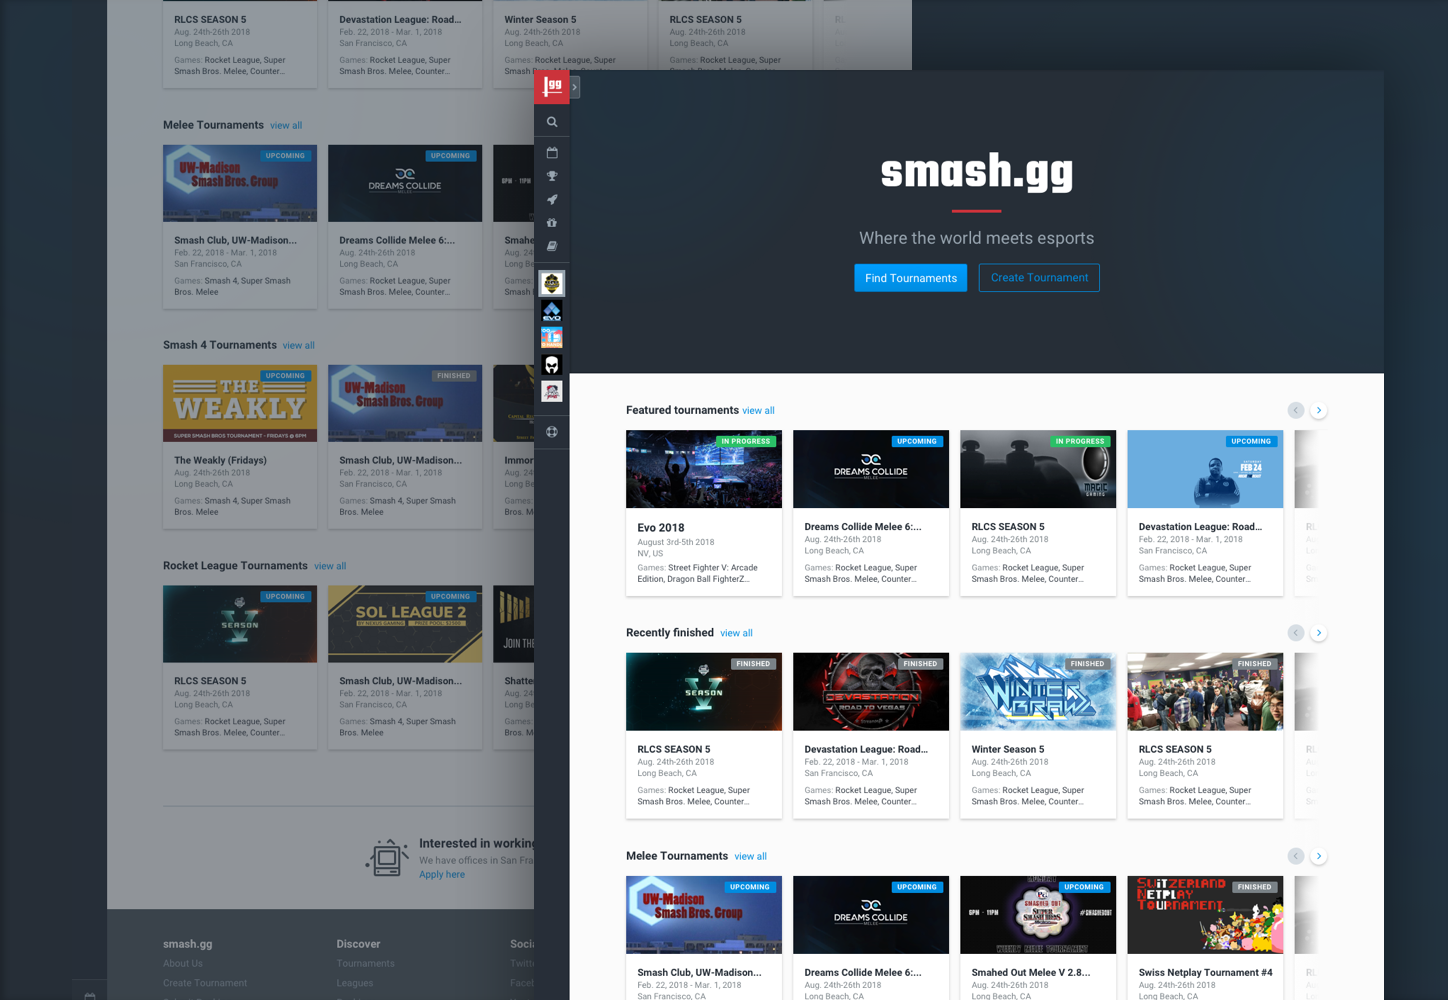 RLCS SEASON 5
Aug. 24th-26th 2018
Long Beach, CA
Games: Rocket League, Super
Smash Bros. Melee, Counter...
Devastation League: Road...
Feb. 22, 2018 - Mar. 1, 2018
San Francisco, CA
Games: Rocket League, Super
Smash Bros. Melee, Counter...
Winter Season 5
Aug. 24th-26th 2018
Long Beach, CA
Games: Rocket League, Super
RLCS SEASON 5
Aug. 24th-26th 2018
Long Beach, CA
Games: Rocket League, Super
Melee Tournaments view all
UW-Madison
Smash Bros. Group
UPCOMING
Smash Club, UW-Madison...
Feb. 22, 2018 - Mar. 1, 2018
San Francisco, CA
Games: Smash 4, Super Smash
Bros. Melee
UPCOMING
DREAMS COLLIDE
MELEE
Dreams Collide Melee 6:...
Aug. 24th-26th 2018
Long Beach, CA
Games: Rocket League, Super
Smash Bros. Melee, Counter...
Smash 4 Tournaments view all
UPCOMING
THE
WEAKLY
SUPER SMASH BROS TOURNAMENT - FRIDAYS @ 6PM
The Weakly (Fridays)
Aug. 24th-26th 2018
Long Beach, CA
Games: Smash 4, Super Smash
Bros. Melee
FINISHED
UW-Madison
Smash Bros. Group
Smash Club, UW-Madison...
Feb. 22, 2018 - Mar. 1, 2018
San Francisco, CA
Games: Smash 4, Super Smash
Bros. Melee
Rocket League Tournaments view all
UPCOMING
V
SEASON
RLCS SEASON 5
Aug. 24th-26th 2018
Long Beach, CA
Games: Rocket League, Super
Smash Bros. Melee, Counter...
UPCOMING
SOL LEAGUE 2
BY NEXUS GAMING PRIZE POOL: $2300
Smash Club, UW-Madison...
Feb. 22, 2018 - Mar. 1, 2018
San Francisco, CA
Games: Smash 4, Super Smash
Bros. Melee
JOIN THE
Interested in working
We have offices in San Fra
Apply here
smash.gg
About Us
Create Tournament
Discover
Tournaments
Leagues
gg
EVO
smash.gg
Where the world meets esports
Find Tournaments
Create Tournament
Featured tournaments view all
IN PROGRESS
Evo 2018
August 3rd-5th 2018
NV, US
Games: Street Fighter V: Arcade
Edition, Dragon Ball FighterZ...
UPCOMING
DREAMS COLLIDE
MELEE
Dreams Collide Melee 6:...
Aug. 24th-26th 2018
Long Beach, CA
Games: Rocket League, Super
Smash Bros. Melee, Counter...
IN PROGRESS
MAGIC
GAMING
RLCS SEASON 5
Aug. 24th-26th 2018
Long Beach, CA
Games: Rocket League, Super
Smash Bros. Melee, Counter...
UPCOMING
FEB 24
Devastation League: Road...
Feb. 22, 2018 - Mar. 1, 2018
San Francisco, CA
Games: Rocket League, Super
Smash Bros. Melee, Counter...
Recently finished view all
FINISHED
V
SEASON
RLCS SEASON 5
Aug. 24th-26th 2018
Long Beach, CA
Games: Rocket League, Super
Smash Bros. Melee, Counter...
FINISHED
DEVASTATION
ROAD TO VEGAS
Devastation League: Road...
Feb. 22, 2018 - Mar. 1, 2018
San Francisco, CA
Games: Rocket League, Super
Smash Bros. Melee, Counter...
FINISHED
WINTER
BRAWL
Winter Season 5
Aug. 24th-26th 2018
Long Beach, CA
Games: Rocket League, Super
Smash Bros. Melee, Counter...
FINISHED
RLCS SEASON 5
Aug. 24th-26th 2018
Long Beach, CA
Games: Rocket League, Super
Smash Bros. Melee, Counter...
Melee Tournaments view all
UPCOMING
UW-Madison
Smash Bros. Group
Smash Club, UW-Madison...
Feb. 22, 2018 - Mar. 1, 2018
DREAMS COLLIDE
MELEE
Dreams Collide Melee 6:...
Aug. 24th-26th 2018
UPCOMING
6PM - 11PM
SMASHED OUT
SUPER
SMASH BROS.
#SMASHEDOUT
WEEKLY MELEE TOURNAMENT
Smahed Out Melee V 2.8...
Aug. 24th-26th 2018
FINISHED
SWITZERLAND
NETPLAY
TOURNAMENT
Swiss Netplay Tournament #4
Aug. 24th-26th 2018